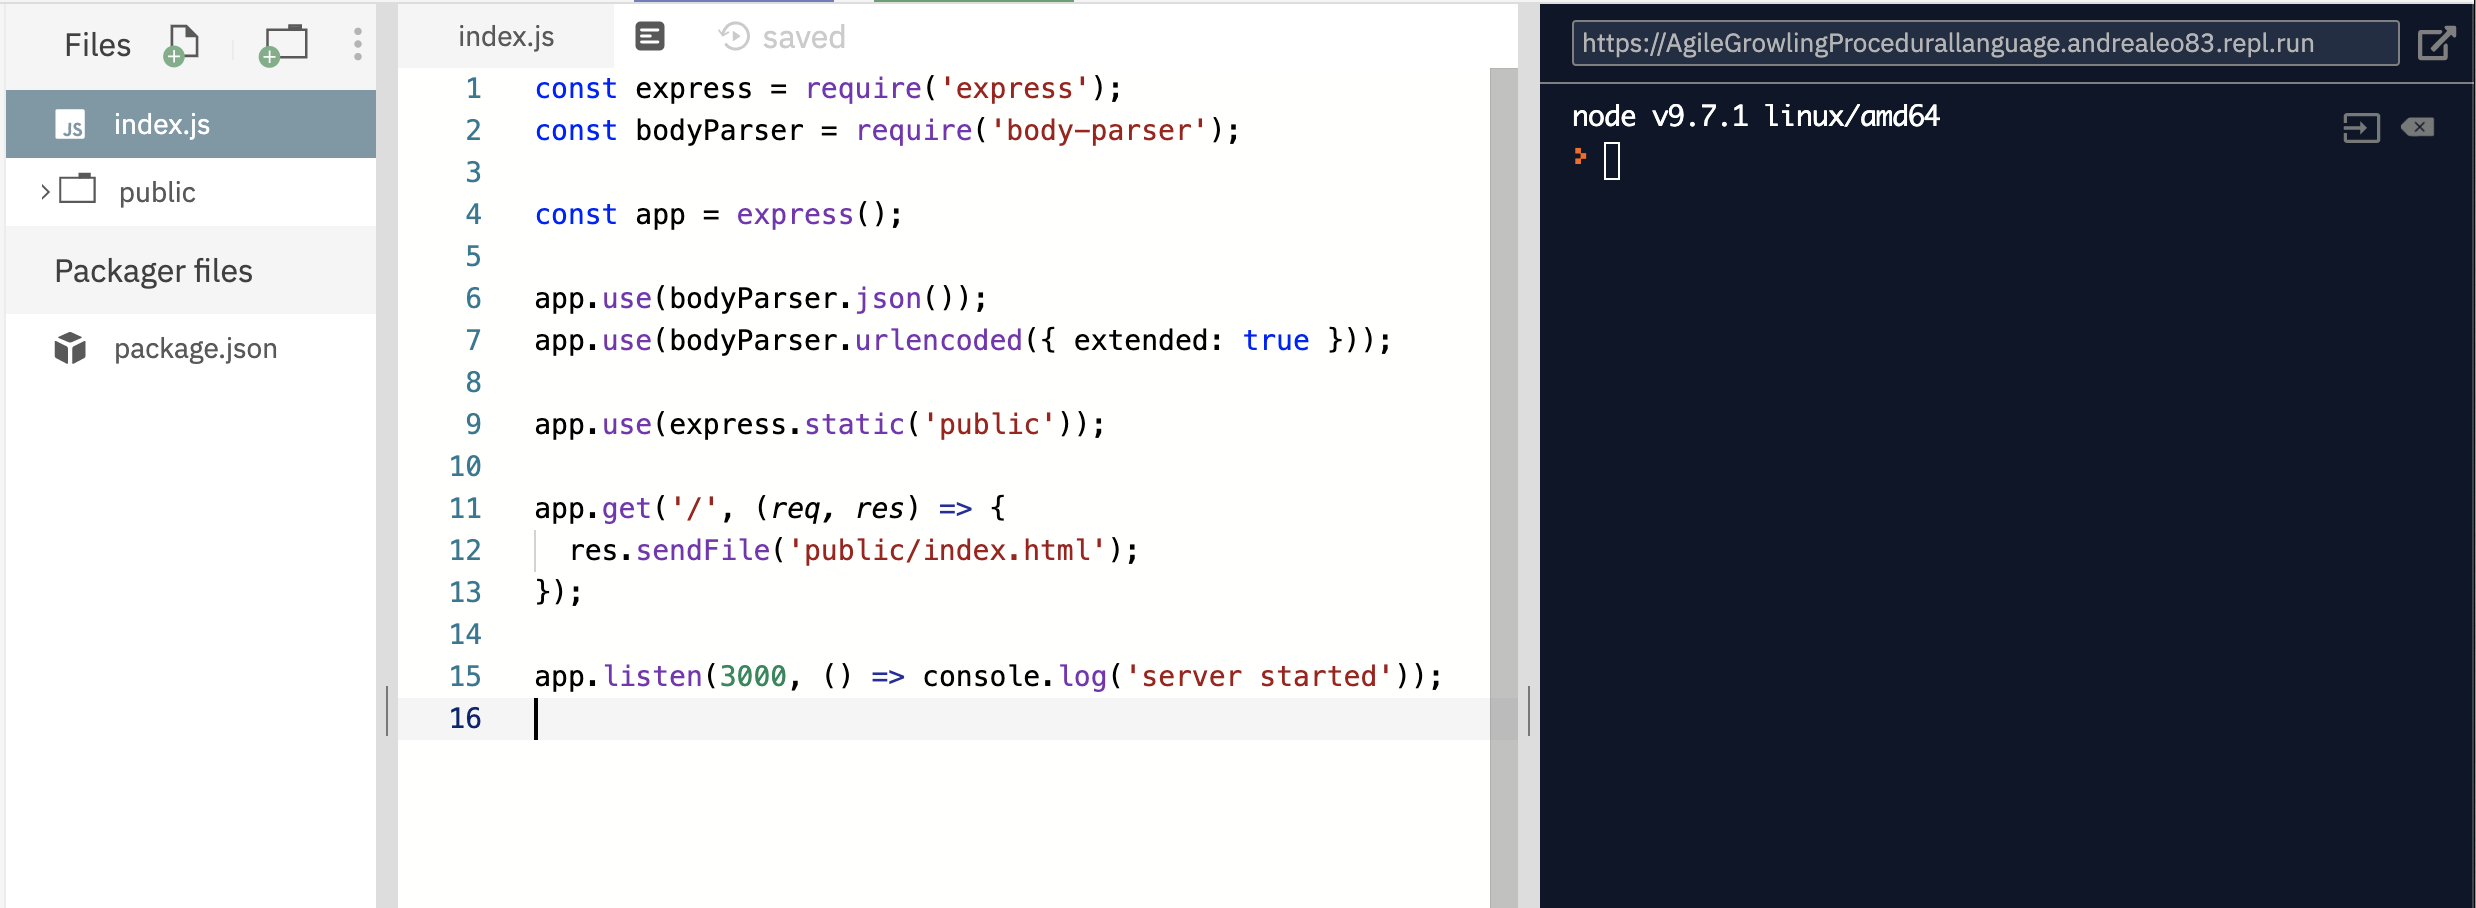 Files
index.js
public
Packager files
package.json
index.js
saved
1 const express = require('express');
2 const bodyParser = require('body-parser');
3
4 const app = express();
5
6 app.use(bodyParser.json());
7 app.use(bodyParser.urlencoded({ extended: true }));
8
9 app.use(express.static('public'));
10
11 app.get('/', (req, res) => {
12   res.sendFile('public/index.html');
13 });
14
15 app.listen(3000, () => console.log('server started'));
16
https://AgileGrowlingProcedurallanguage.andrealeo83.repl.run
node v9.7.1 linux/amd64